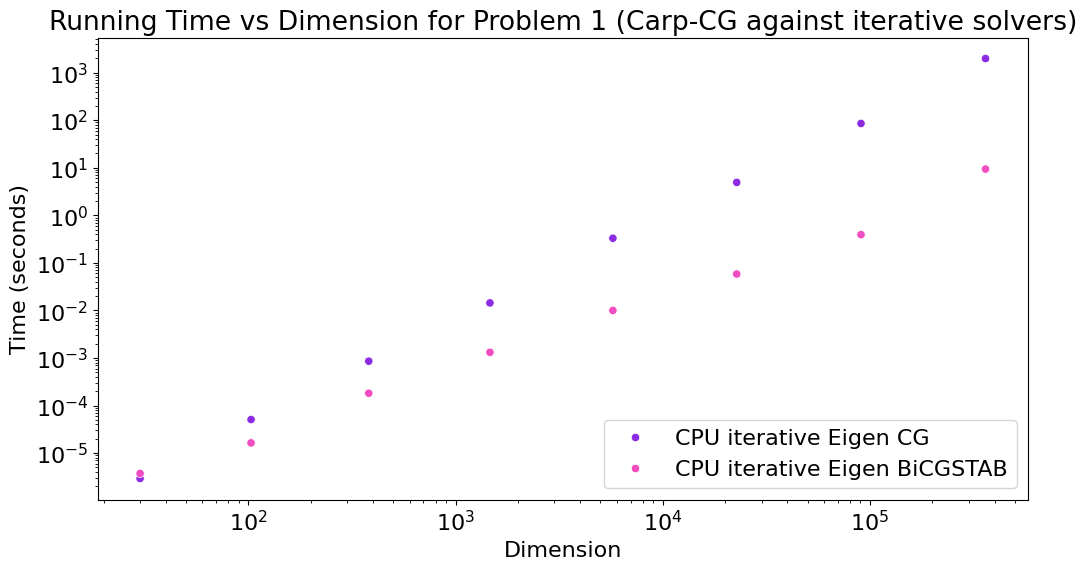 Running Time vs Dimension for Problem 1 (Carp-CG against iterative solvers)
Time (seconds)
10³
10²
10¹
10⁰
10⁻¹
10⁻²
10⁻³
10⁻⁴
10⁻⁵
CPU iterative Eigen CG
CPU iterative Eigen BiCGSTAB
10² 10³ 10⁴ 10⁵
Dimension